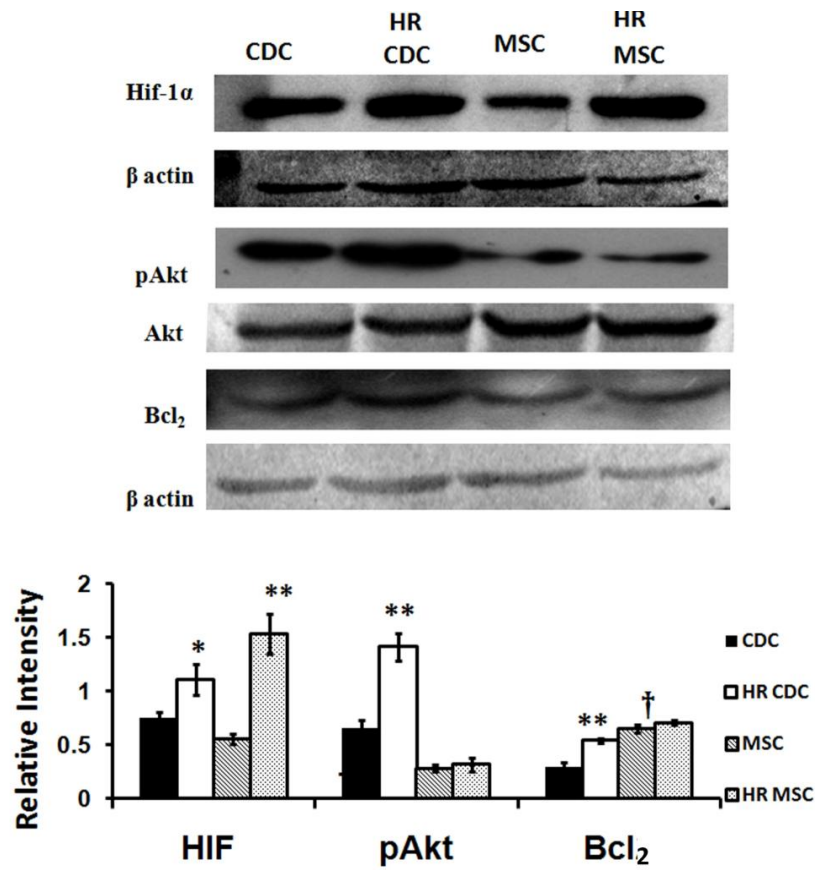 CDC HR CDC MSC HR MSC
Hif-1α
β actin
pAkt
Akt
Bcl₂
β actin
Relative Intensity
2
1.5
1
0.5
0
* ** ** ** †
HIF pAkt Bcl₂
CDC
HR CDC
MSC
HR MSC